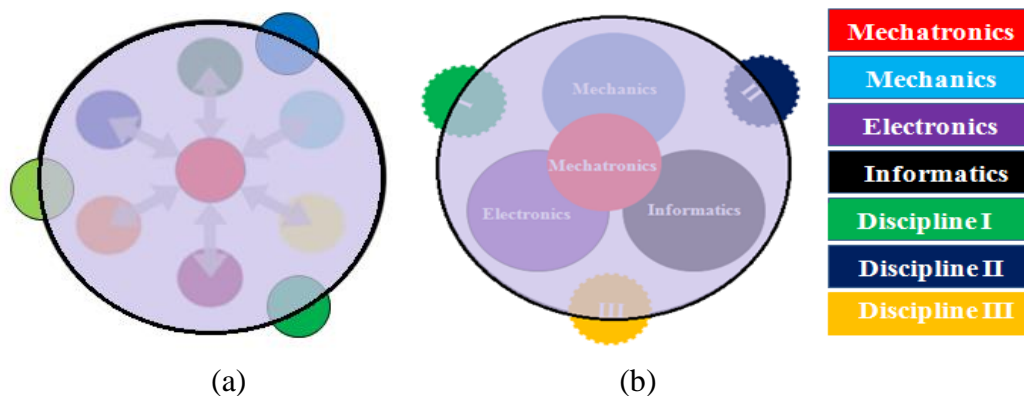 Mechatronics
Mechanics
Electronics
Informatics
Discipline I
Discipline II
Discipline III
Mechanics
I
II
Mechatronics
Electronics
Informatics
III
(a)
(b)